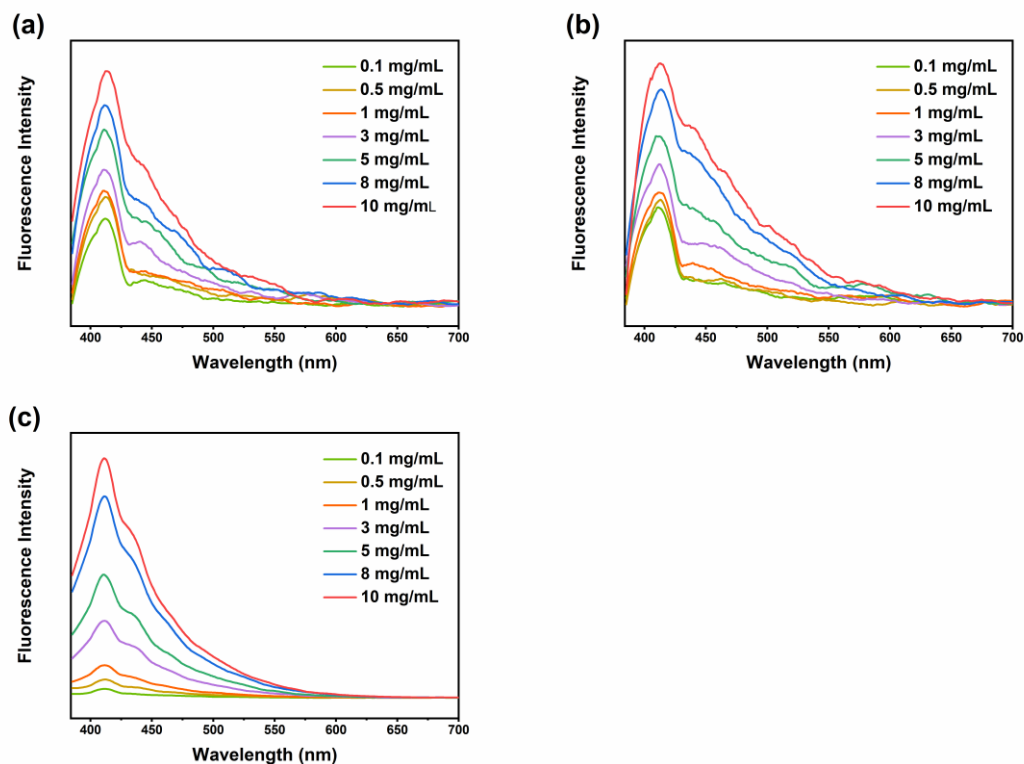 (a)
Fluorescence Intensity
0.1 mg/mL
0.5 mg/mL
1 mg/mL
3 mg/mL
5 mg/mL
8 mg/mL
10 mg/mL
400 450 500 550 600 650 700
Wavelength (nm)
(b)
Fluorescence Intensity
0.1 mg/mL
0.5 mg/mL
1 mg/mL
3 mg/mL
5 mg/mL
8 mg/mL
10 mg/mL
400 450 500 550 600 650 700
Wavelength (nm)
(c)
Fluorescence Intensity
0.1 mg/mL
0.5 mg/mL
1 mg/mL
3 mg/mL
5 mg/mL
8 mg/mL
10 mg/mL
400 450 500 550 600 650 700
Wavelength (nm)